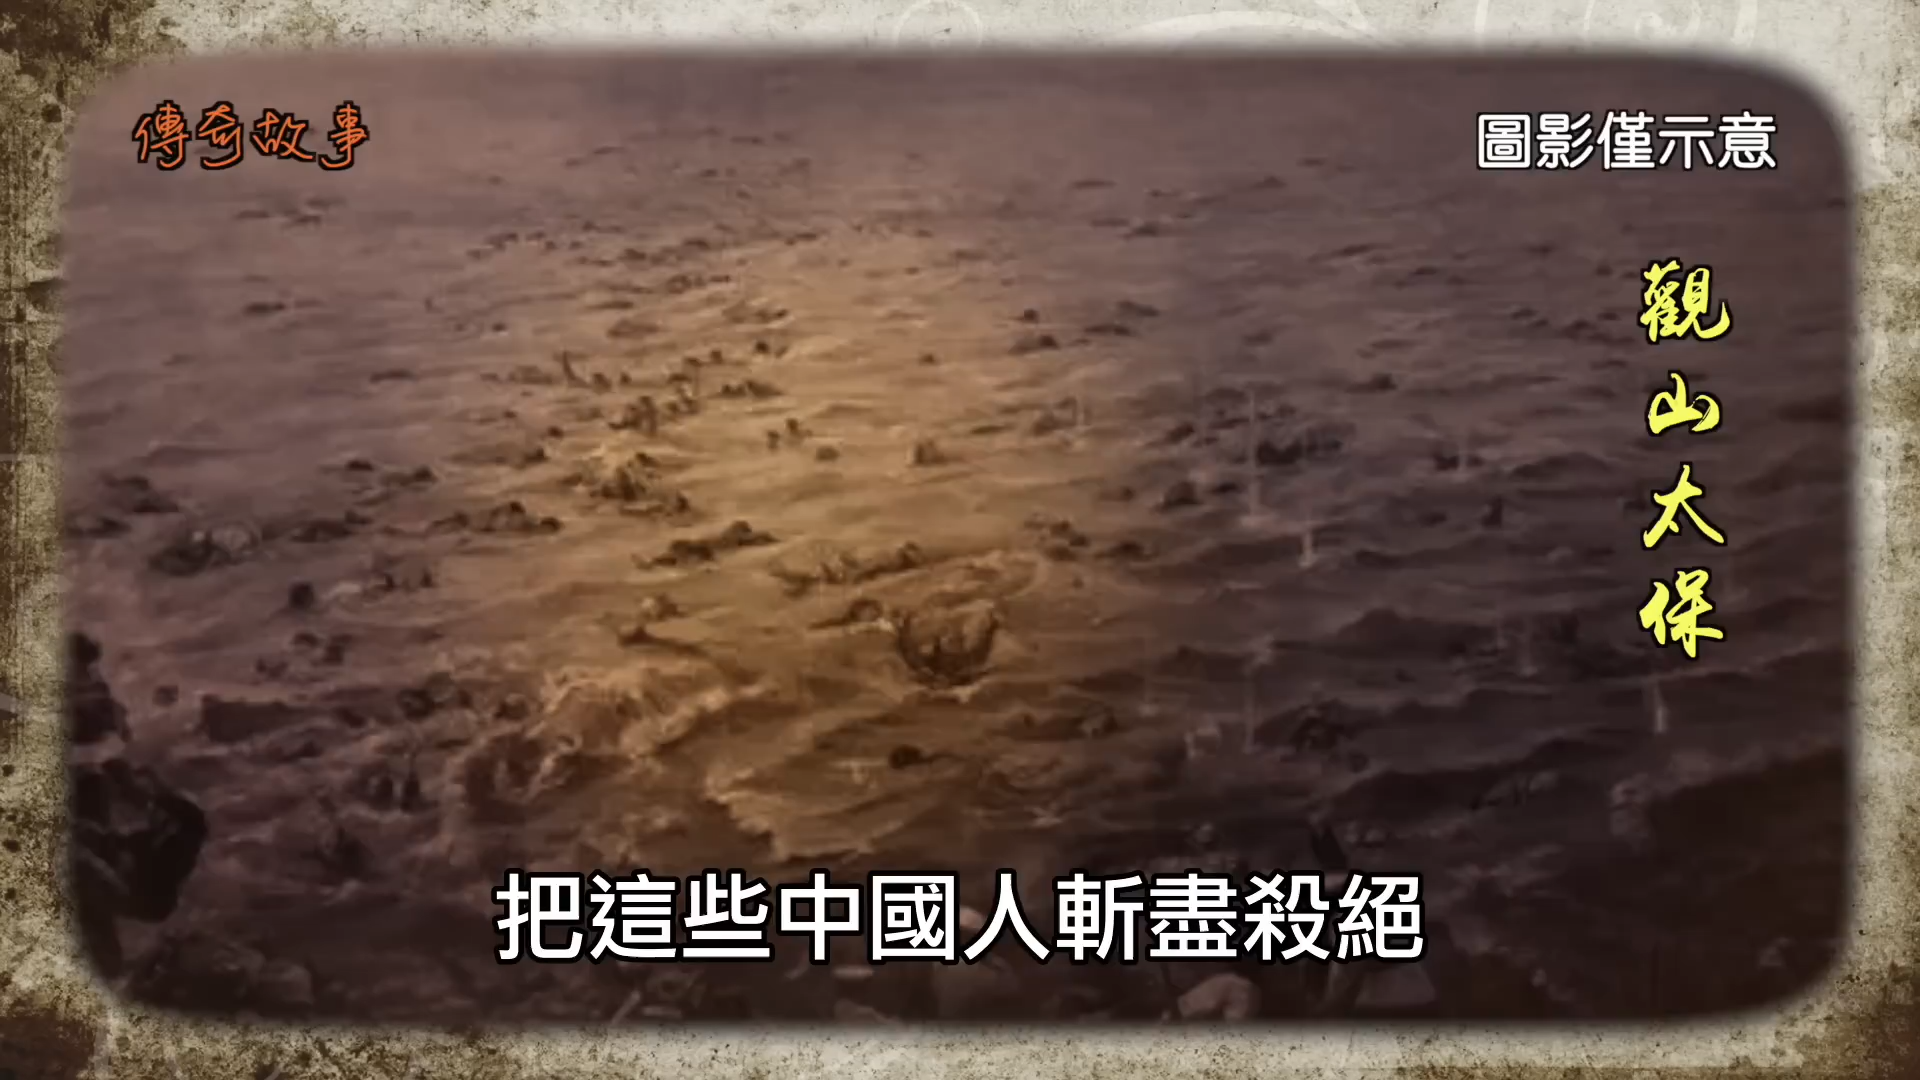 傳奇故事
圖影僅示意
觀山太保
把這些中國人斬盡殺絕